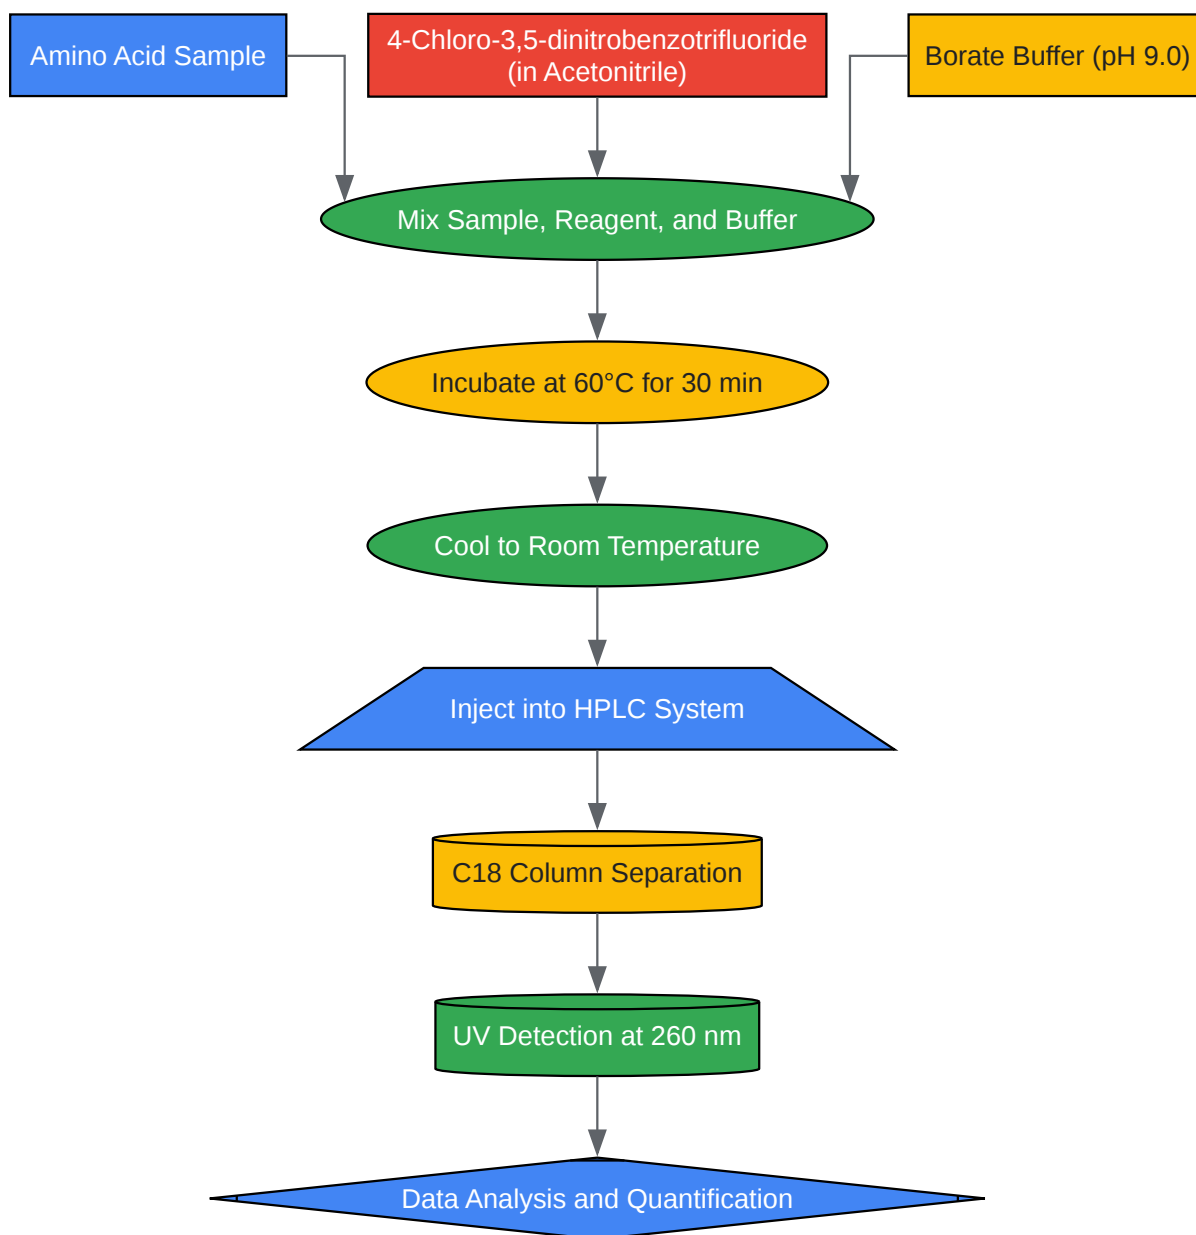 Amino Acid Sample
4-Chloro-3,5-dinitrobenzotrifluoride
(in Acetonitrile)
Borate Buffer (pH 9.0)
Mix Sample, Reagent, and Buffer
Incubate at 60°C for 30 min
Cool to Room Temperature
Inject into HPLC System
C18 Column Separation
UV Detection at 260 nm
Data Analysis and Quantification